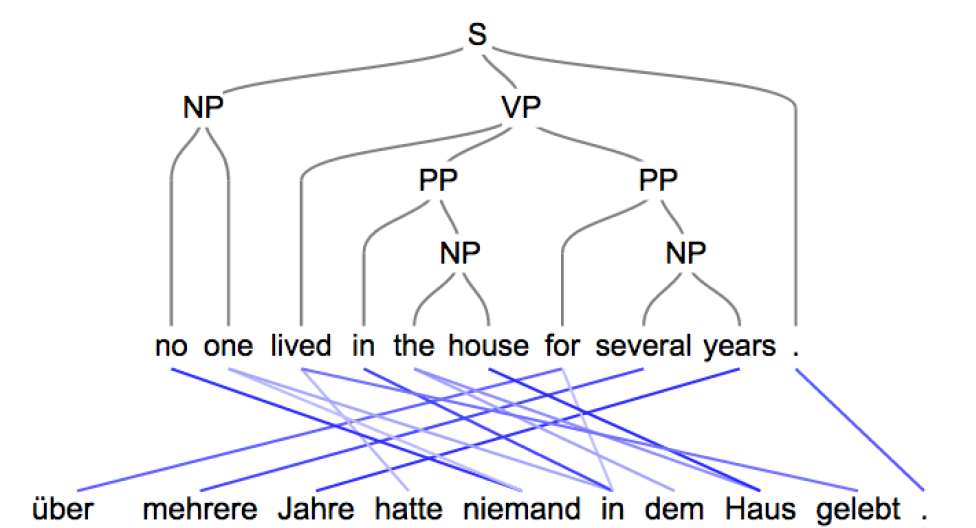 S
NP VP
PP PP
NP NP
no one lived in the house for several years .
über mehrere Jahre hatte niemand in dem Haus gelebt .